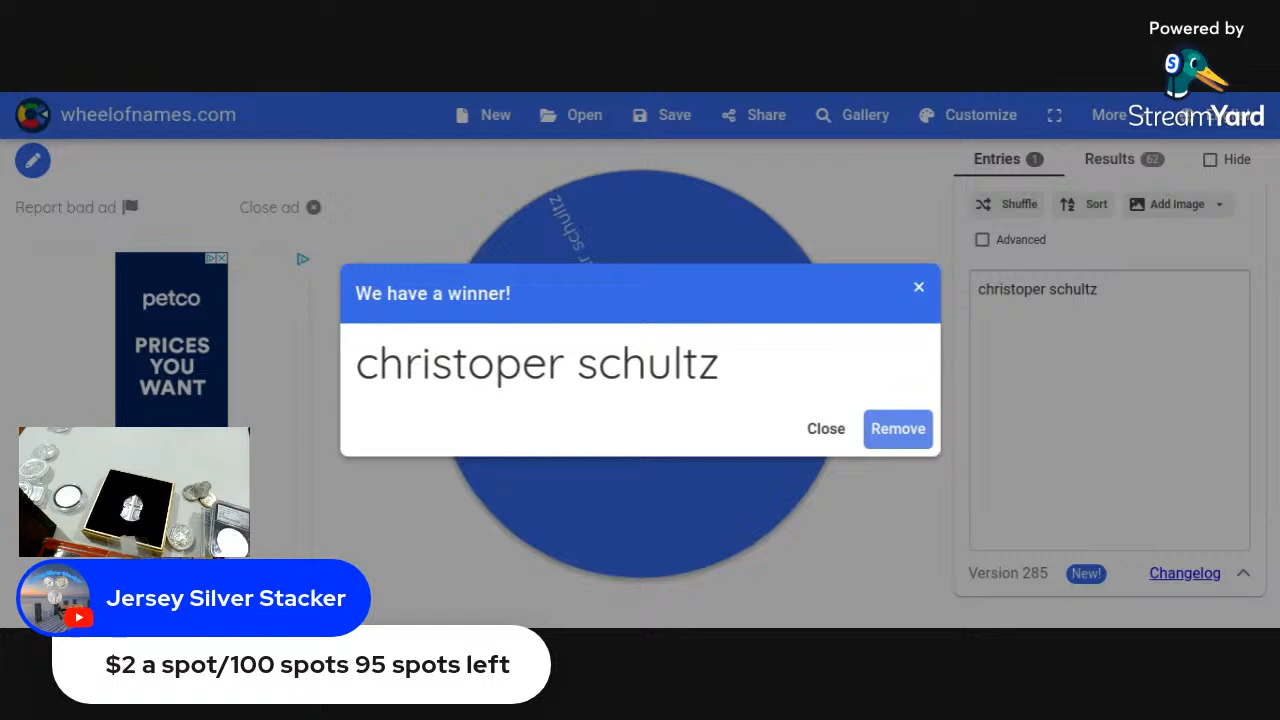 Powered by
StreamYard
wheelofnames.com
New
Open
Save
Share
Gallery
Customize
More
Entries 1
Results 62
Hide
Report bad ad
Close ad
Shuffle
Sort
Add image
Advanced
petco
PRICES
YOU
WANT
schultz
We have a winner!
christoper schultz
Close
Remove
christoper schultz
Version 285
New!
Changelog
Jersey Silver Stacker
$2 a spot/100 spots 95 spots left